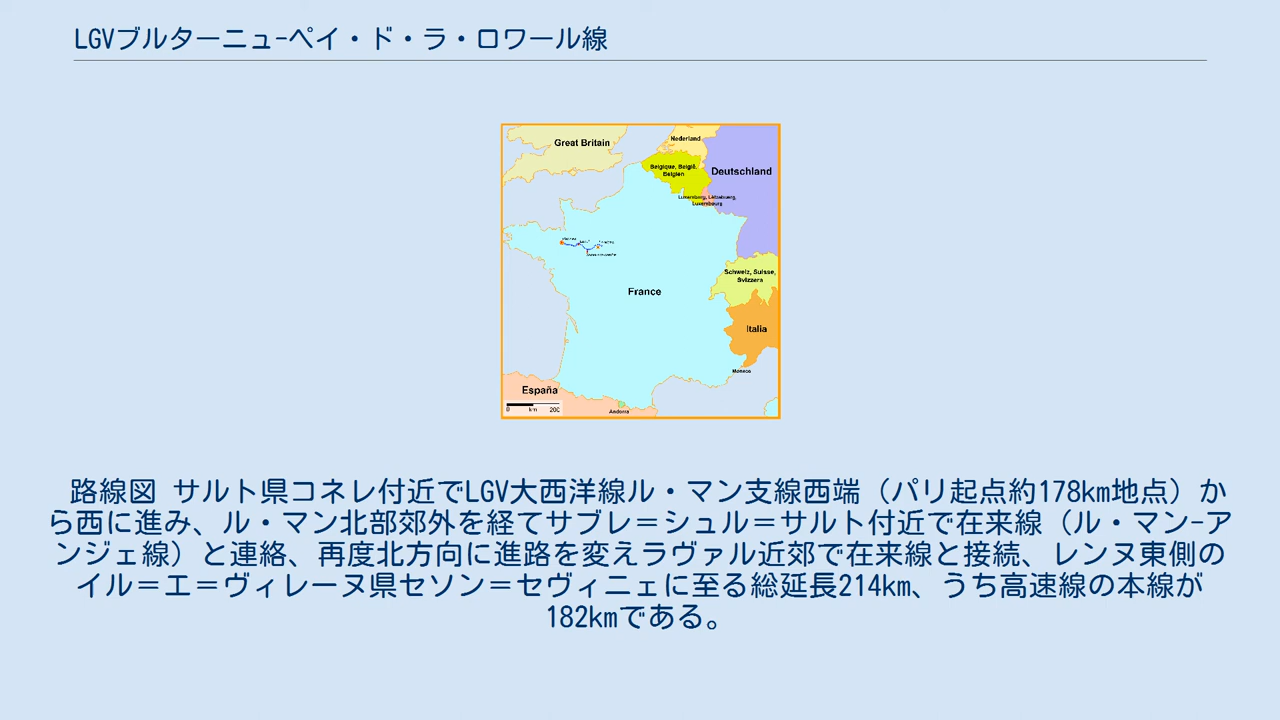 LGVブルターニュ-ペイ・ド・ラ・ロワール線
Great Britain
Nederland
Belgique, België,
Belgien
Deutschland
Luxemburg, Lëtzebuerg,
Luxembourg
Schweiz, Suisse,
Svizzera
France
Italia
Monaco
España
Andorra
0 km 200
路線図 サルト県コネレ付近でLGV大西洋線ル・マン支線西端（パリ起点約178km地点）か
ら西に進み、ル・マン北部郊外を経てサブレ＝シュル＝サルト付近で在来線（ル・マン-ア
ンジェ線）と連絡、再度北方向に進路を変えラヴァル近郊で在来線と接続、レンヌ東側の
イル＝エ＝ヴィレーヌ県セソン＝セヴィニェに至る総延長214km、うち高速線の本線が
182kmである。